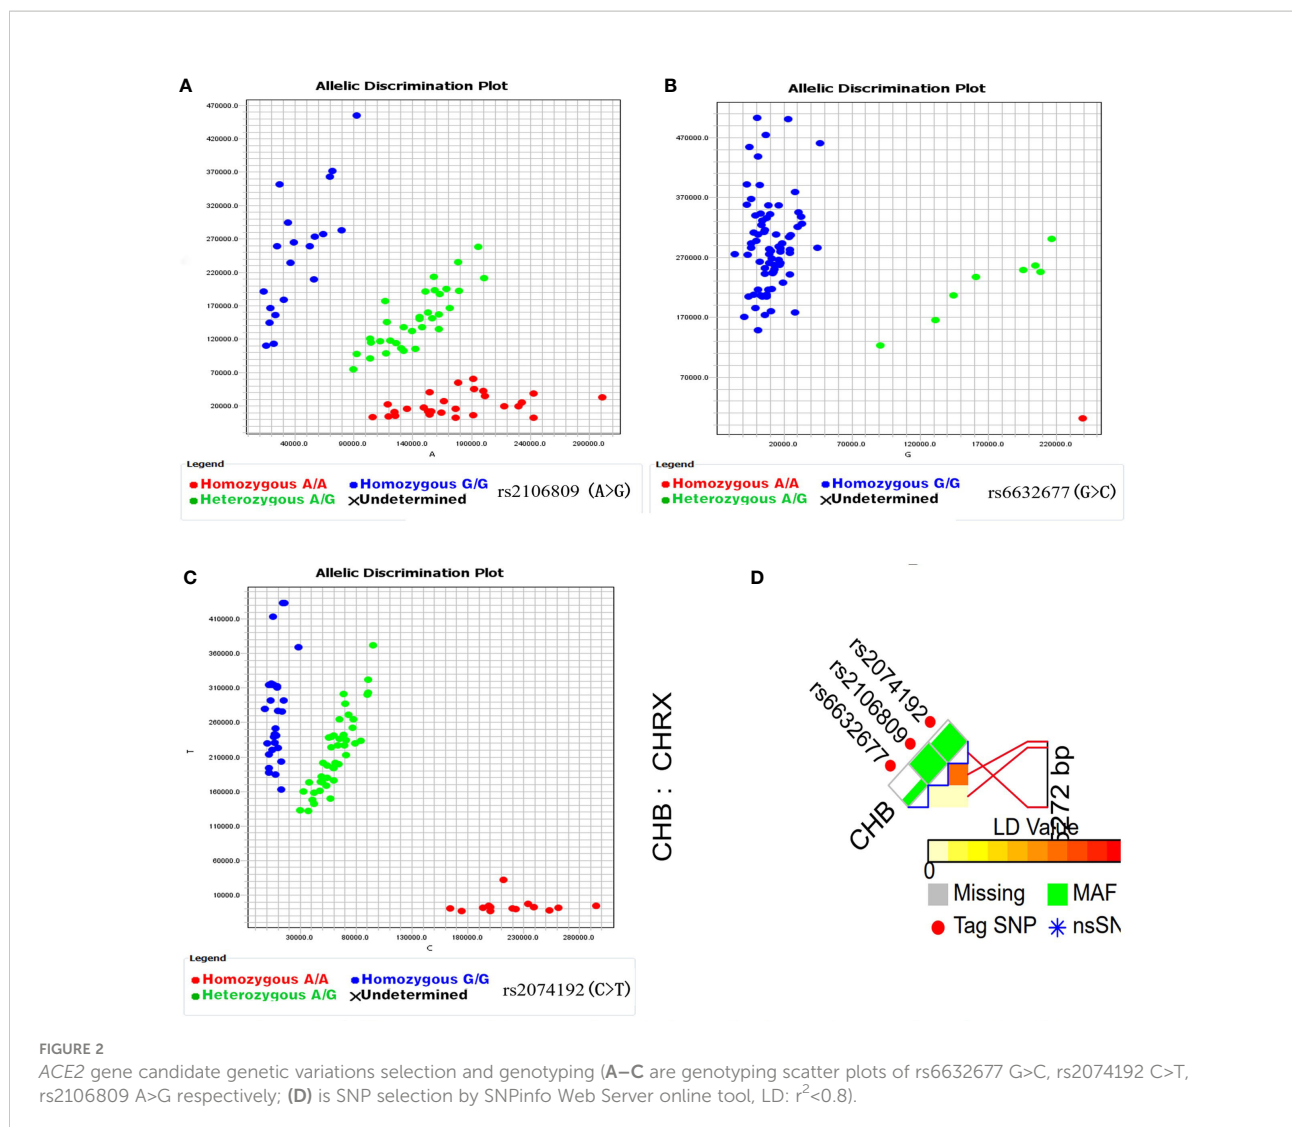 A
Allelic Discrimination Plot
470000.0
420000.0
370000.0
320000.0
270000.0
220000.0
170000.0
120000.0
70000.0
20000.0
40000.0 60000.0 140000.0 190000.0 240000.0 290000.0
A
Legend
Homozygous A/A Homozygous G/G
Heterozygous A/G Undetermined
rs2106809 (A>G)
B
Allelic Discrimination Plot
470000.0
370000.0
270000.0
170000.0
70000.0
20000.0 70000.0 120000.0 170000.0 220000.0
G
Legend
Homozygous A/A Homozygous G/G
Heterozygous A/G Undetermined
rs6632677 (G>C)
C
Allelic Discrimination Plot
410000.0
360000.0
310000.0
260000.0
210000.0
160000.0
110000.0
60000.0
10000.0
T
30000.0 80000.0 130000.0 180000.0 230000.0 280000.0
C
Legend
Homozygous A/A Homozygous G/G
Heterozygous A/G Undetermined
rs2074192 (C>T)
D
CHB : CHRX
rs2074192
rs2106809
rs6632677
CHB
272 bp
LD Value
0
Missing MAF
Tag SNP nsSN
FIGURE 2
ACE2 gene candidate genetic variations selection and genotyping (A–C are genotyping scatter plots of rs6632677 G>C, rs2074192 C>T,
rs2106809 A>G respectively; (D) is SNP selection by SNPinfo Web Server online tool, LD: r²<0.8).